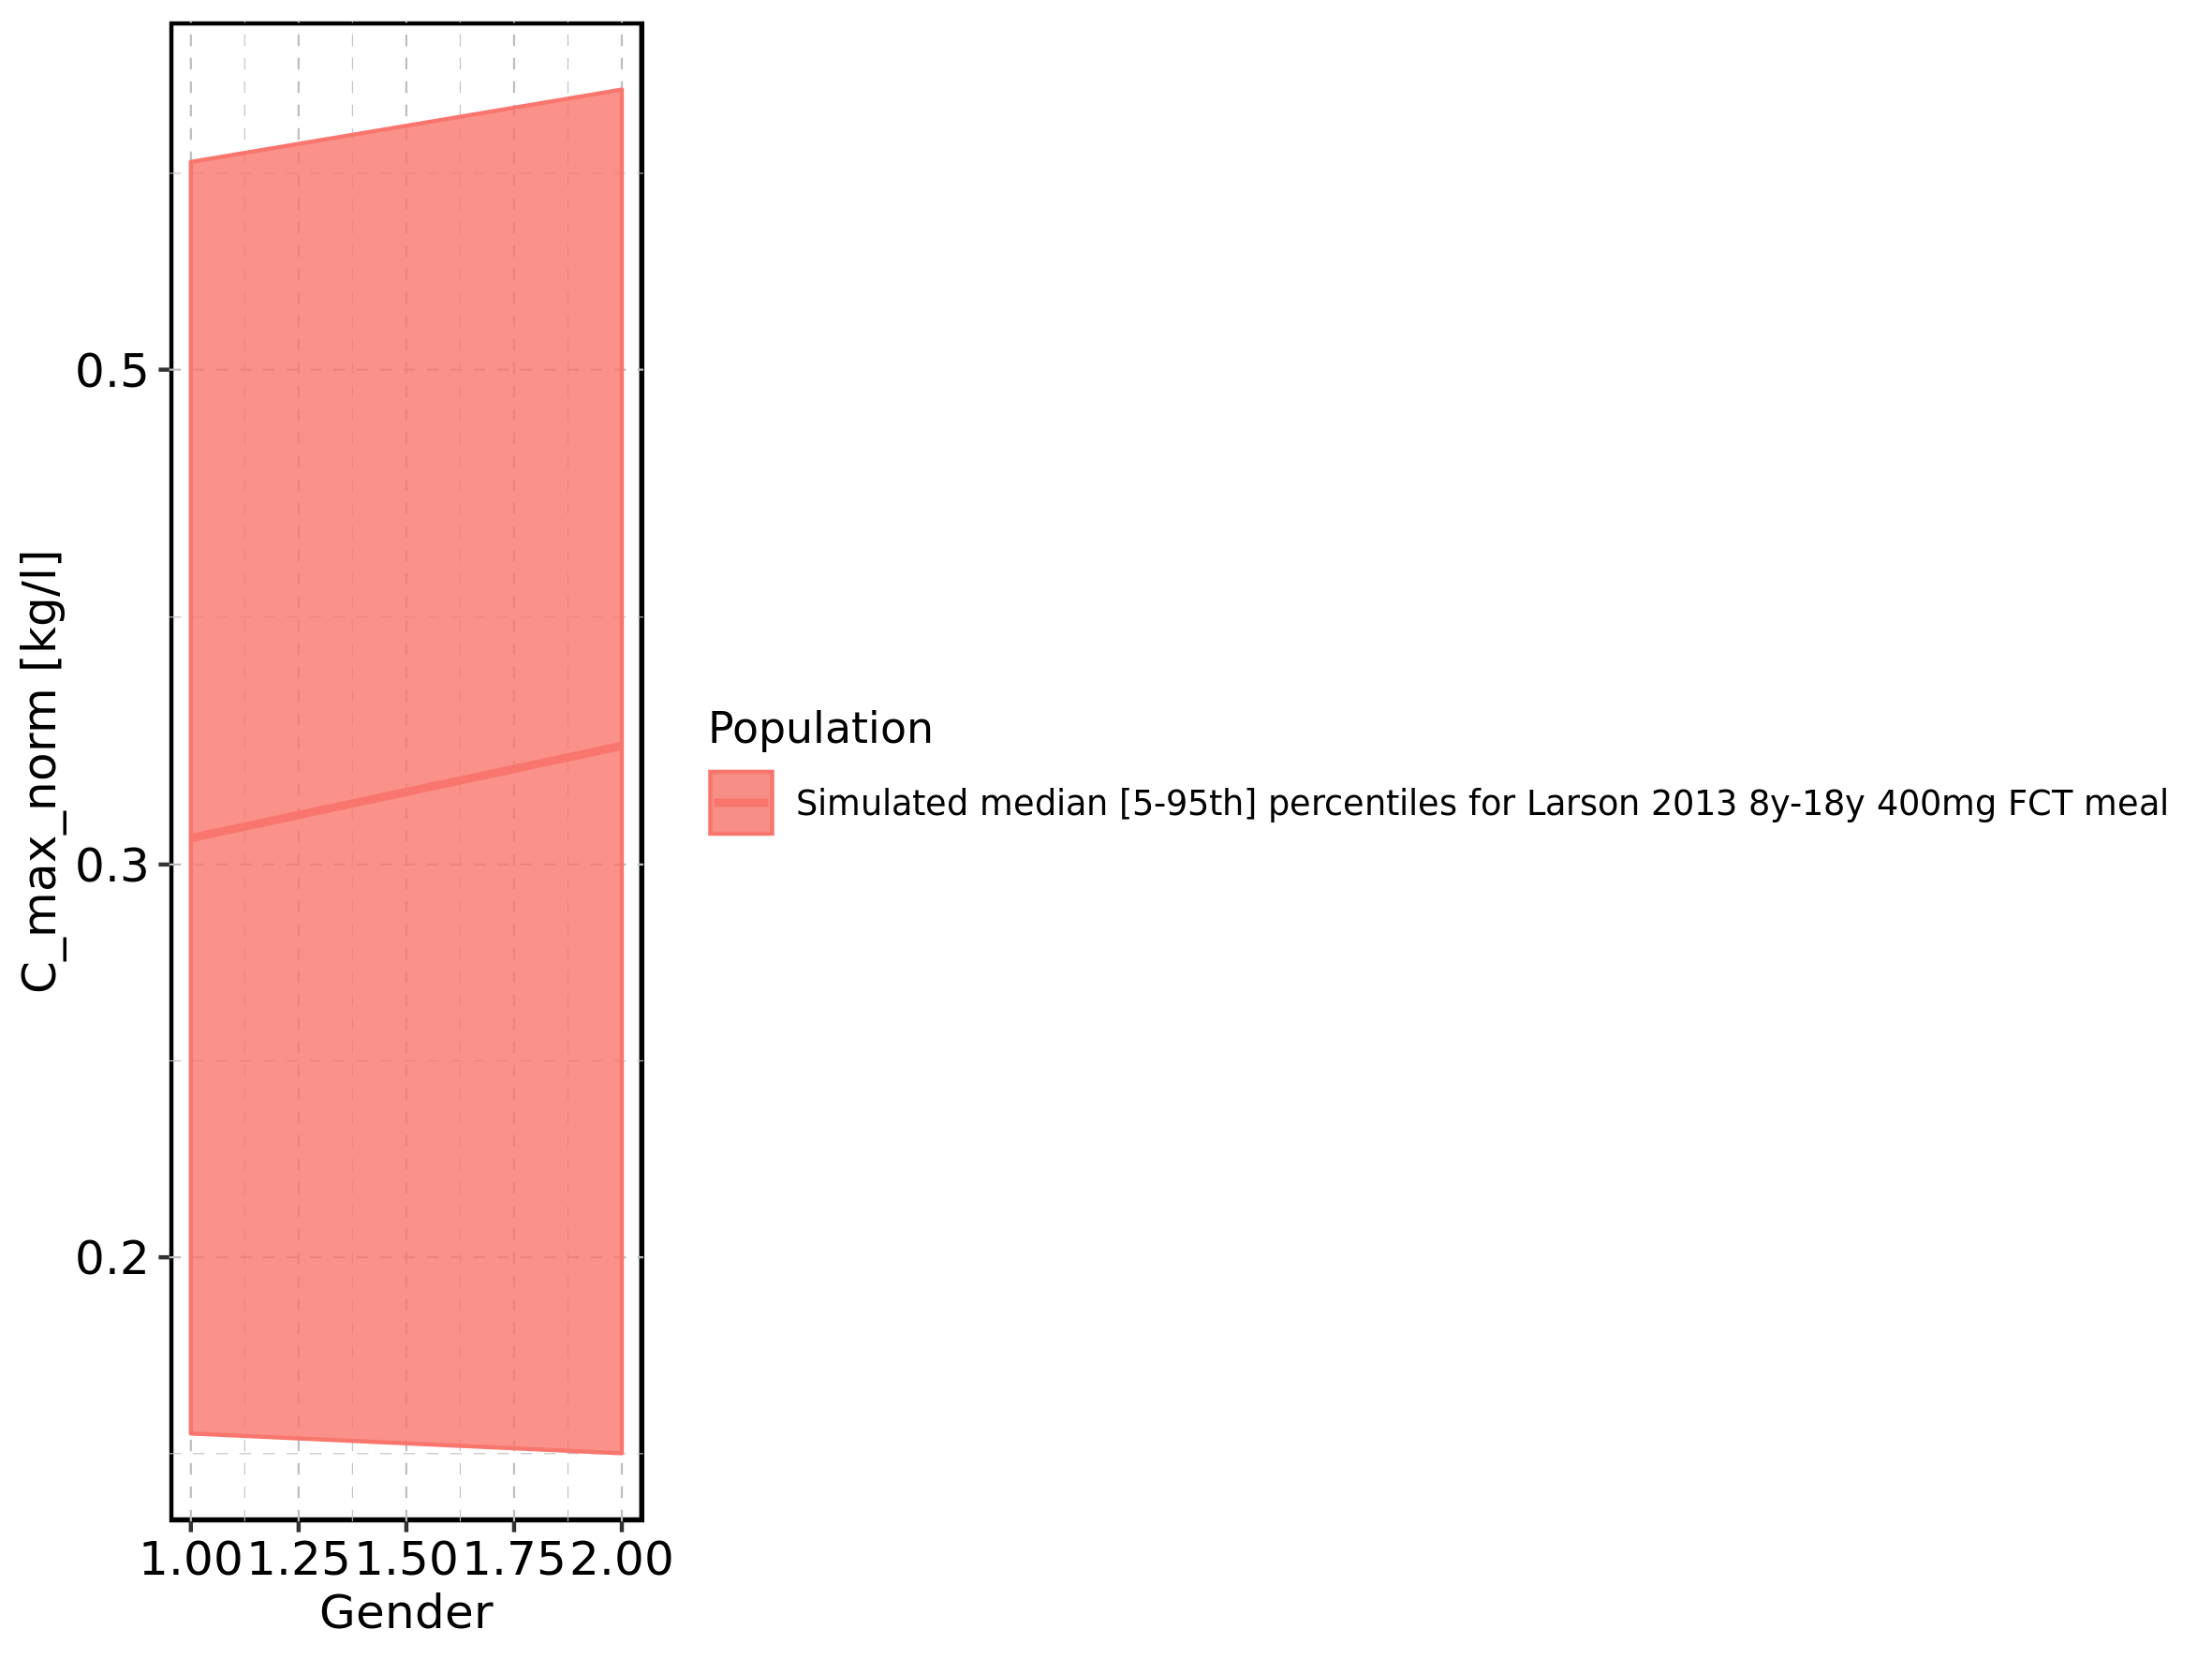 C_max_norm [kg/l]
0.5
0.3
0.2
1.00 1.25 1.50 1.75 2.00
Gender
Population
Simulated median [5-95th] percentiles for Larson 2013 8y-18y 400mg FCT meal